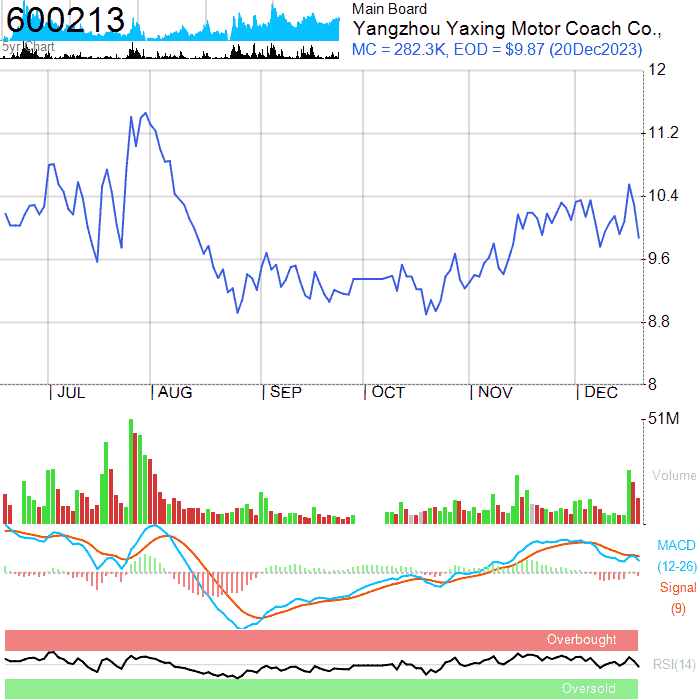 600213
5yr Chart
Main Board
Yangzhou Yaxing Motor Coach Co.,
MC = 282.3K, EOD = $9.87 (20Dec2023)
12
11.2
10.4
9.6
8.8
8
JUL
AUG
SEP
OCT
NOV
DEC
51M
Volume
MACD
(12-26)
Signal
(9)
Overbought
RSI(14)
Oversold